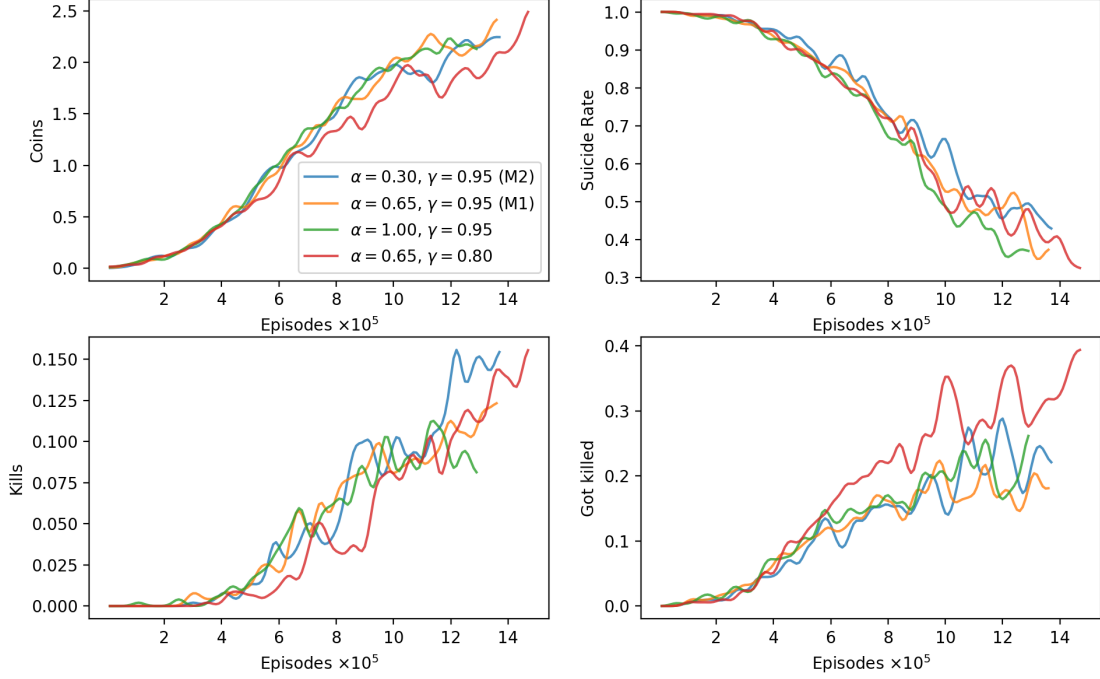 2.5
2.0
1.5
1.0
0.5
0.0
Coins
2 4 6 8 10 12 14
Episodes ×10⁵
α = 0.30, γ = 0.95 (M2)
α = 0.65, γ = 0.95 (M1)
α = 1.00, γ = 0.95
α = 0.65, γ = 0.80
1.0
0.9
0.8
0.7
0.6
0.5
0.4
0.3
Suicide Rate
2 4 6 8 10 12 14
Episodes ×10⁵
0.150
0.125
0.100
0.075
0.050
0.025
0.000
Kills
2 4 6 8 10 12 14
Episodes ×10⁵
0.4
0.3
0.2
0.1
0.0
Got killed
2 4 6 8 10 12 14
Episodes ×10⁵